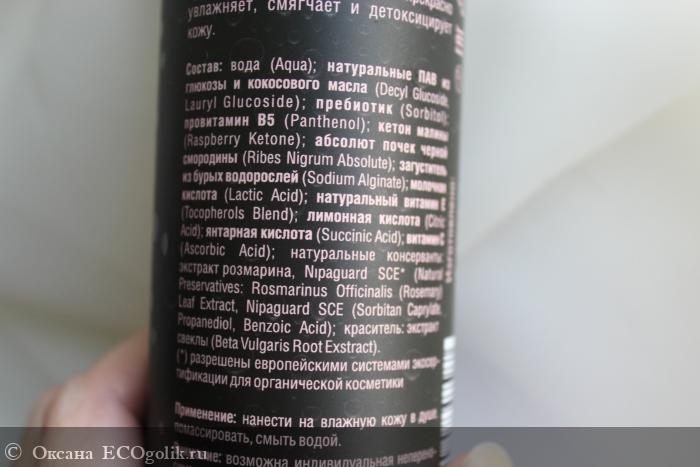 прекрасно
увлажняет, смягчает и детоксицирует
кожу.
Состав: вода (Aqua); натуральные ПАВ из
глюкозы и кокосового масла (Decyl Glucoside,
Lauryl Glucoside); пребиотик (Sorbitol);
провитамин B5 (Panthenol); кетон малины
(Raspberry Ketone); абсолют почек черной
смородины (Ribes Nigrum Absolute); загуститель
из бурых водорослей (Sodium Alginate); молочная
кислота (Lactic Acid); натуральный витамин Е
(Tocopherols Blend); лимонная кислота (Citric
Acid); янтарная кислота (Succinic Acid); витамин С
(Ascorbic Acid); натуральные консерванты:
экстракт розмарина, Nipaguard SCE* (Natural
Preservatives: Rosmarinus Officinalis (Rosemary)
Leaf Extract, Nipaguard SCE (Sorbitan Caprylate,
Propanediol, Benzoic Acid); краситель: экстракт
свеклы (Beta Vulgaris Root Exstract).
(*) разрешены европейскими системами экосер-
тификации для органической косметики
Применение: нанести на влажную кожу в душе,
помассировать, смыть водой.
возможна индивидуальная неперено-
© Оксана ECOgolik.ru